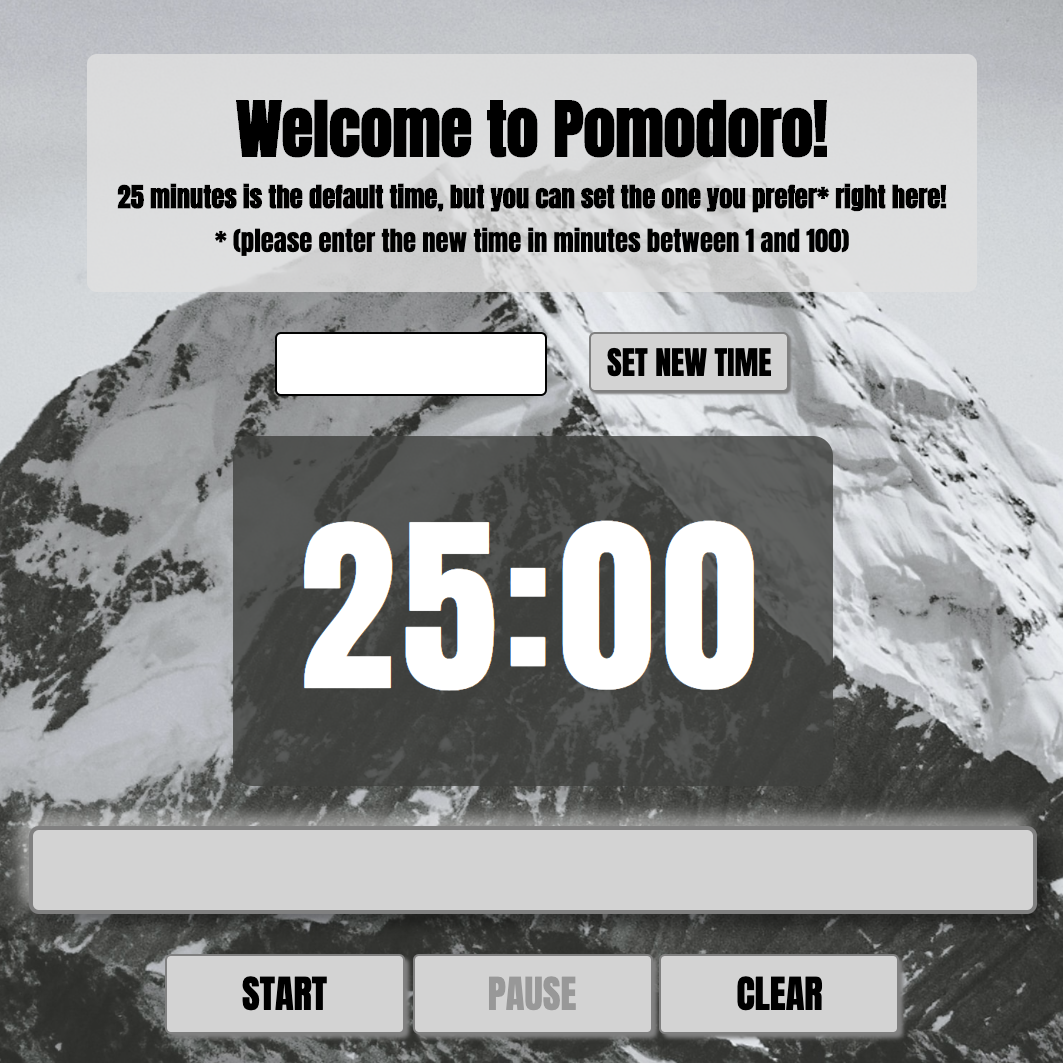 Welcome to Pomodoro!
25 minutes is the default time, but you can set the one you prefer* right here!
* (please enter the new time in minutes between 1 and 100)
SET NEW TIME
25:00
START PAUSE CLEAR